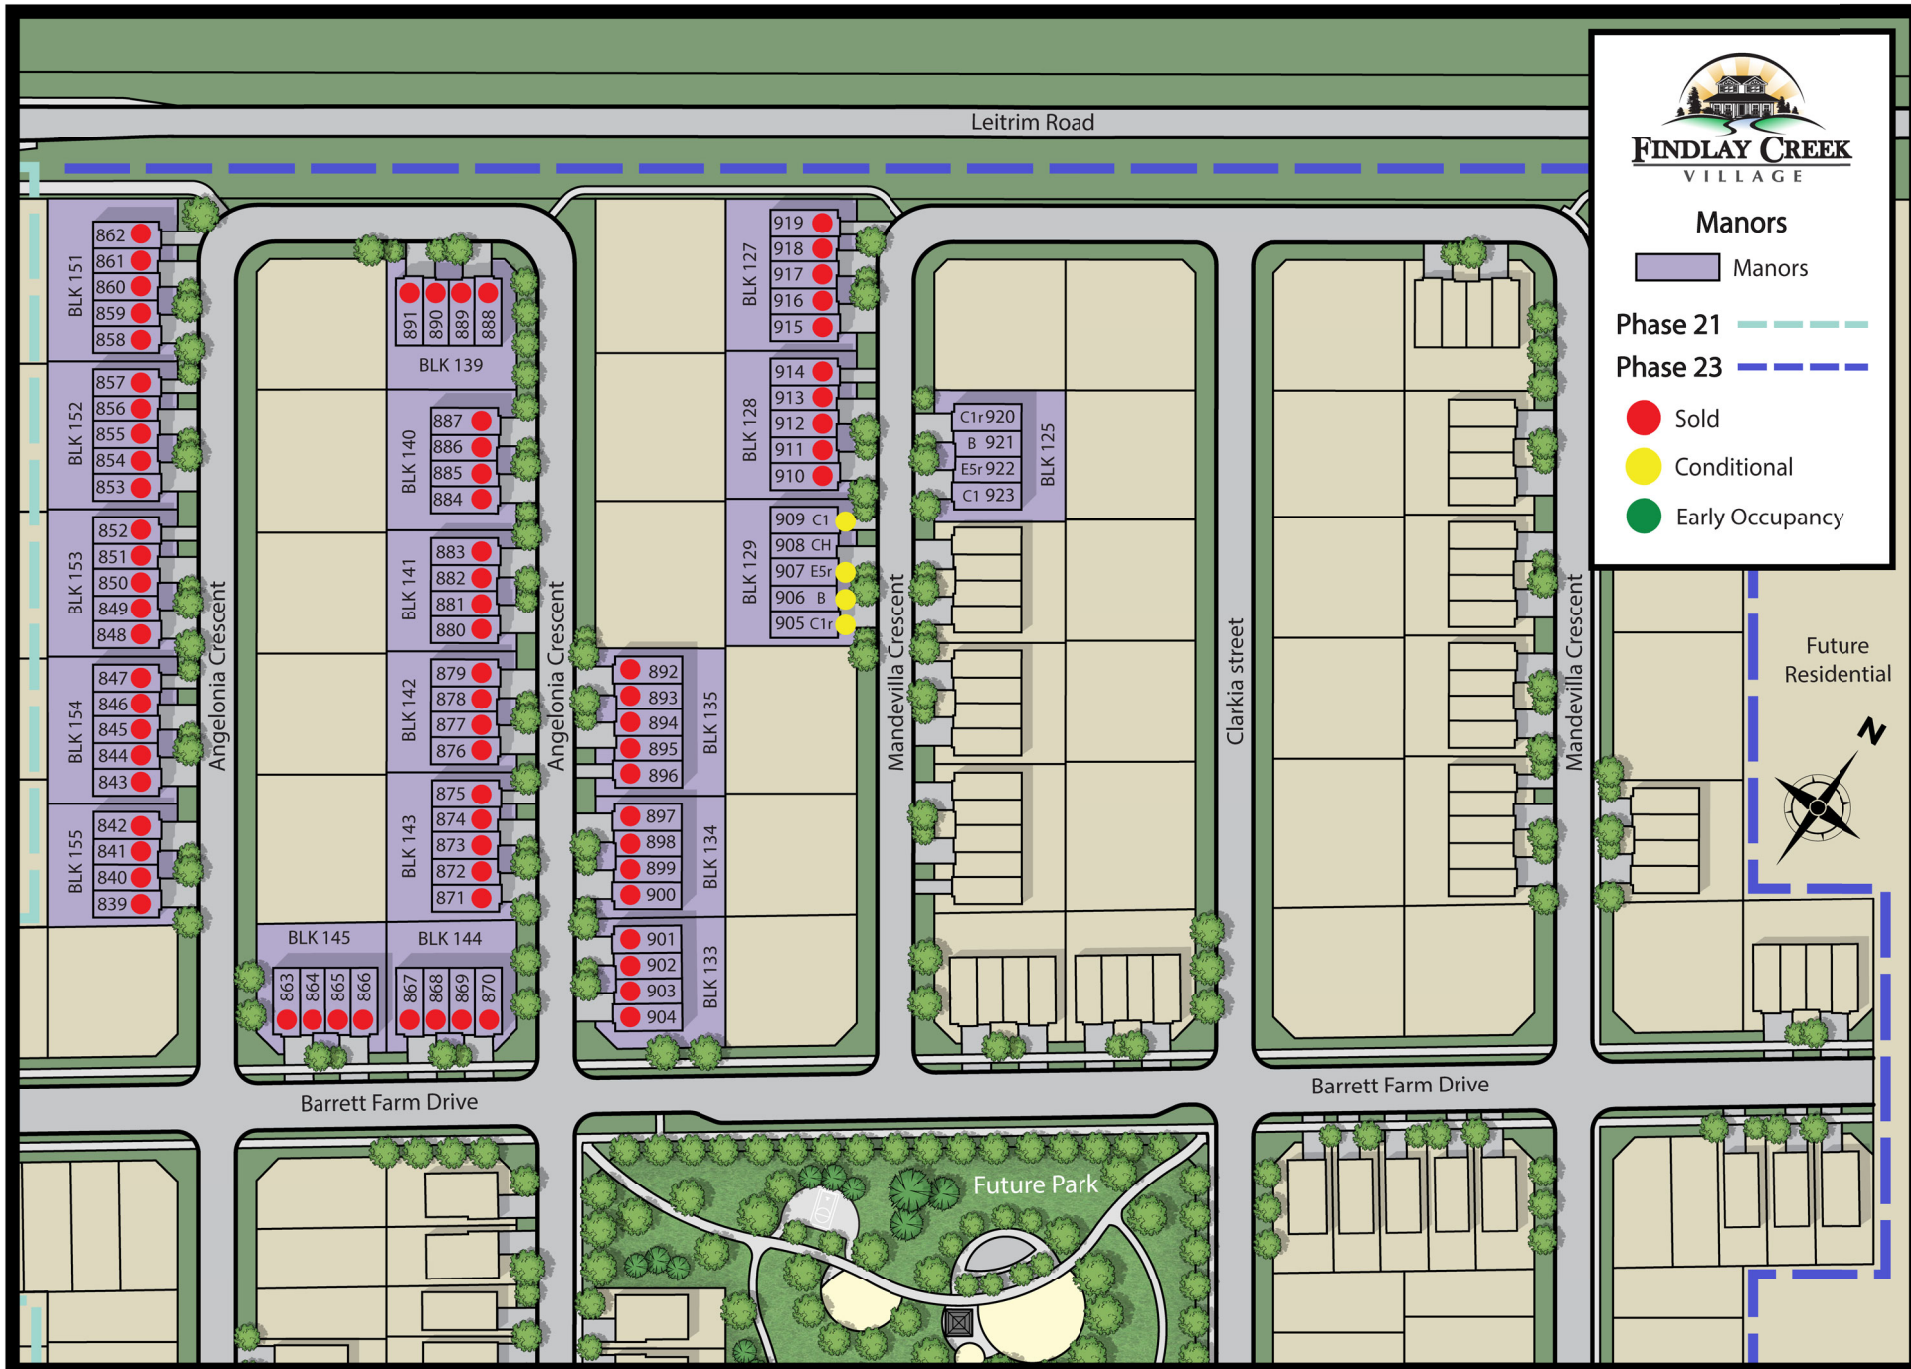 Leitrim Road
FINDLAY CREEK
VILLAGE
Manors
Manors
Phase 21
Phase 23
Sold
Conditional
Early Occupancy
BLK 151
862
861
860
859
858
BLK 152
857
856
855
854
853
BLK 153
852
851
850
849
848
BLK 154
847
846
845
844
843
BLK 155
842
841
840
839
Angelonia Crescent
891
890
889
888
BLK 139
BLK 140
887
886
885
884
BLK 141
883
882
881
880
BLK 142
879
878
877
876
BLK 143
875
874
873
872
871
BLK 145
BLK 144
863
864
865
866
867
868
869
870
Angelonia Crescent
BLK 127
919
918
917
916
915
BLK 128
914
913
912
911
910
BLK 129
909 C1
908 CH
907 E5r
906 B
905 C1r
892
893
894
895
896
BLK 135
897
898
899
900
BLK 134
901
902
903
904
BLK 133
Mandevilla Crescent
C1r 920
B 921
E5r 922
C1 923
BLK 125
Clarkia street
Mandevilla Crescent
Future
Residential
N
Barrett Farm Drive
Barrett Farm Drive
Future Park